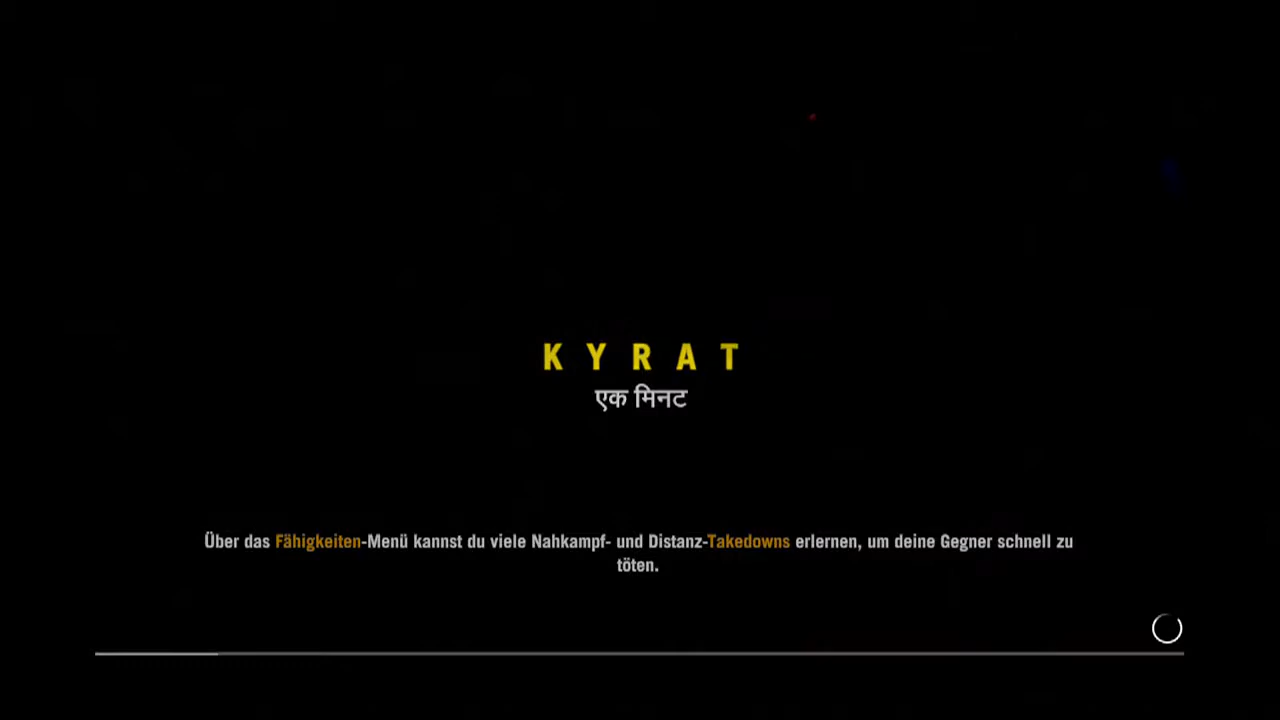 KYRAT
एक मिनट
Über das Fähigkeiten-Menü kannst du viele Nahkampf- und Distanz-Takedowns erlernen, um deine Gegner schnell zu
töten.